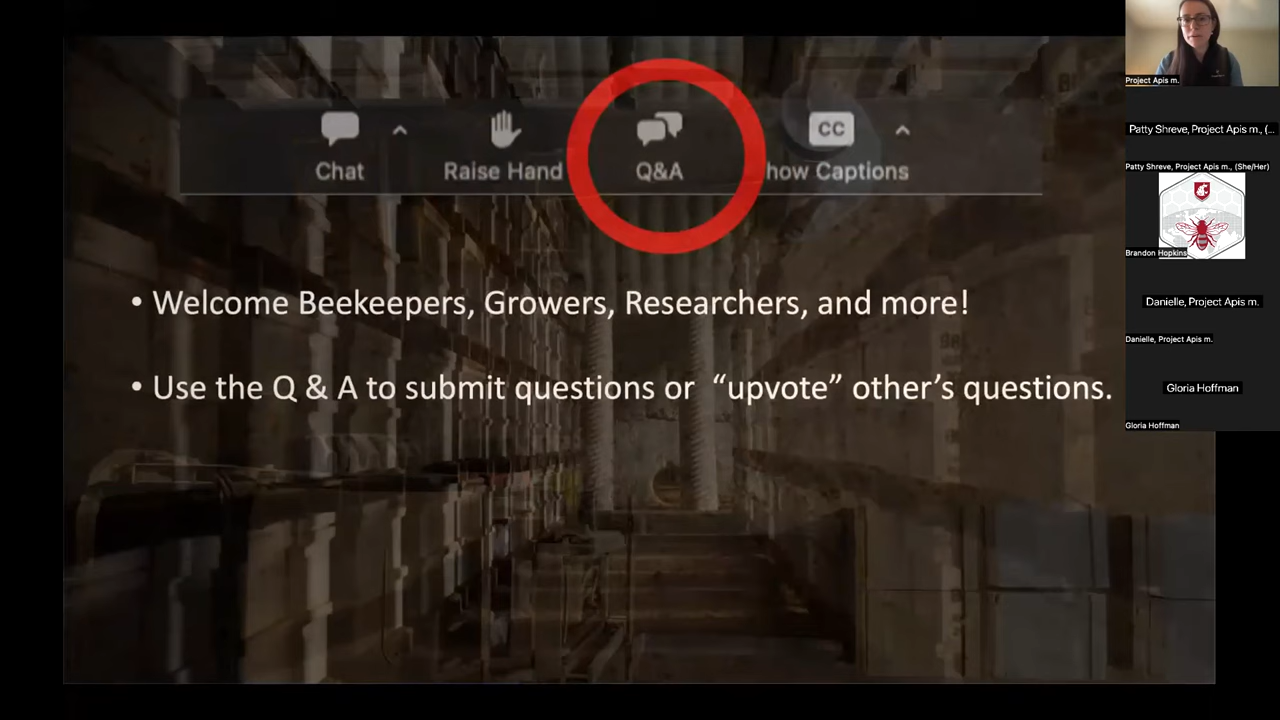 Chat
Raise Hand
Q&A
CC
how Captions
• Welcome Beekeepers, Growers, Researchers, and more!
• Use the Q & A to submit questions or “upvote” other’s questions.
Project Apis m.
Patty Shreve, Project Apis m., (...
Patty Shreve, Project Apis m., (She/Her)
Brandon Hopkins
Danielle, Project Apis m.
Danielle, Project Apis m.
Gloria Hoffman
Gloria Hoffman